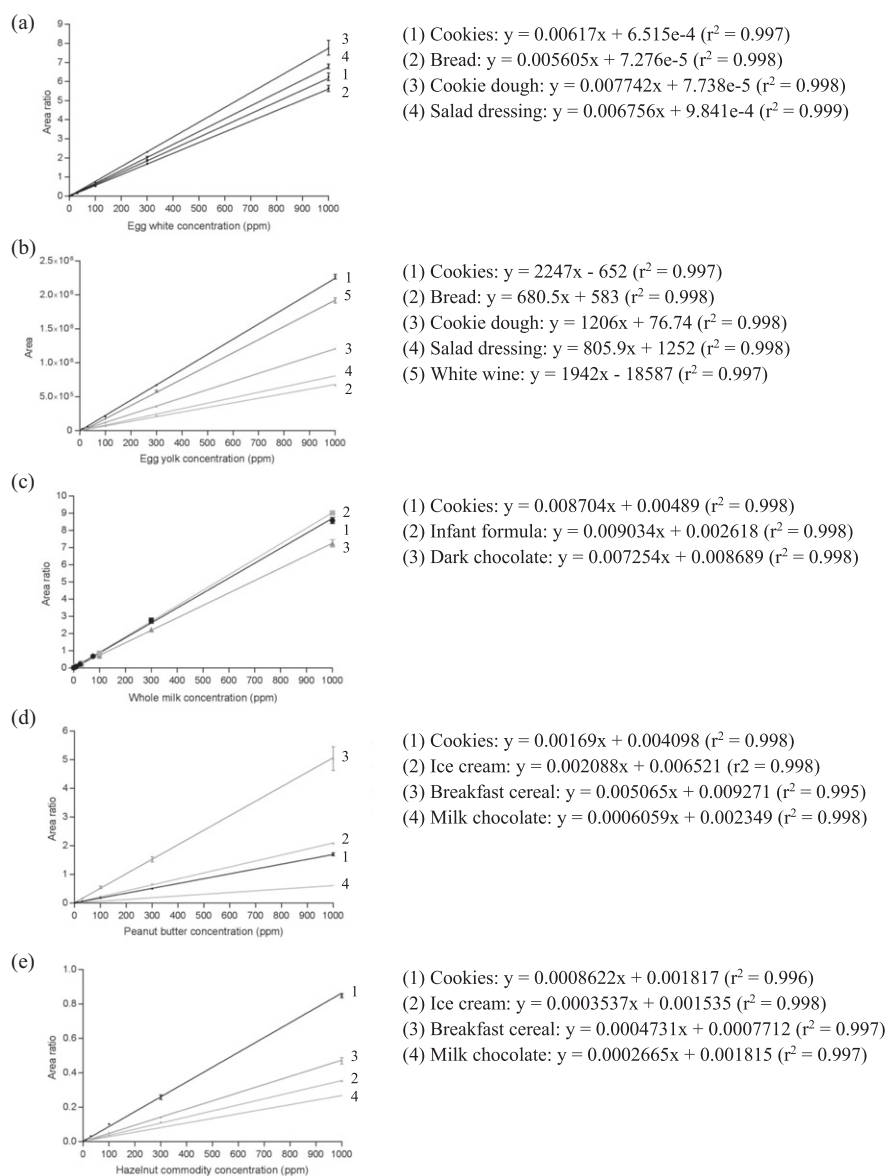 (a)
9
8
7
6
5
4
3
2
1
0
Area ratio
0 100 200 300 400 500 600 700 800 900 1000
Egg white concentration (ppm)
3
4
1
2
(1) Cookies: y = 0.00617x + 6.515e-4 (r² = 0.997)
(2) Bread: y = 0.005605x + 7.276e-5 (r² = 0.998)
(3) Cookie dough: y = 0.007742x + 7.738e-5 (r² = 0.998)
(4) Salad dressing: y = 0.006756x + 9.841e-4 (r² = 0.999)
(b)
2.5×10⁶
2.0×10⁶
1.5×10⁶
1.0×10⁶
5.0×10⁵
0
Area
0 100 200 300 400 500 600 700 800 900 1000
Egg yolk concentration (ppm)
1
5
3
4
2
(1) Cookies: y = 2247x - 652 (r² = 0.997)
(2) Bread: y = 680.5x + 583 (r² = 0.998)
(3) Cookie dough: y = 1206x + 76.74 (r² = 0.998)
(4) Salad dressing: y = 805.9x + 1252 (r² = 0.998)
(5) White wine: y = 1942x - 18587 (r² = 0.997)
(c)
10
9
8
7
6
5
4
3
2
1
0
Area ratio
0 100 200 300 400 500 600 700 800 900 1000
Whole milk concentration (ppm)
2
1
3
(1) Cookies: y = 0.008704x + 0.00489 (r² = 0.998)
(2) Infant formula: y = 0.009034x + 0.002618 (r² = 0.998)
(3) Dark chocolate: y = 0.007254x + 0.008689 (r² = 0.998)
(d)
6
5
4
3
2
1
0
Area ratio
0 100 200 300 400 500 600 700 800 900 1000
Peanut butter concentration (ppm)
3
2
1
4
(1) Cookies: y = 0.00169x + 0.004098 (r² = 0.998)
(2) Ice cream: y = 0.002088x + 0.006521 (r2 = 0.998)
(3) Breakfast cereal: y = 0.005065x + 0.009271 (r² = 0.995)
(4) Milk chocolate: y = 0.0006059x + 0.002349 (r² = 0.998)
(e)
1.0
0.8
0.6
0.4
0.2
0.0
Area ratio
0 100 200 300 400 500 600 700 800 900 1000
Hazelnut commodity concentration (ppm)
1
3
2
4
(1) Cookies: y = 0.0008622x + 0.001817 (r² = 0.996)
(2) Ice cream: y = 0.0003537x + 0.001535 (r² = 0.998)
(3) Breakfast cereal: y = 0.0004731x + 0.0007712 (r² = 0.997)
(4) Milk chocolate: y = 0.0002665x + 0.001815 (r² = 0.997)